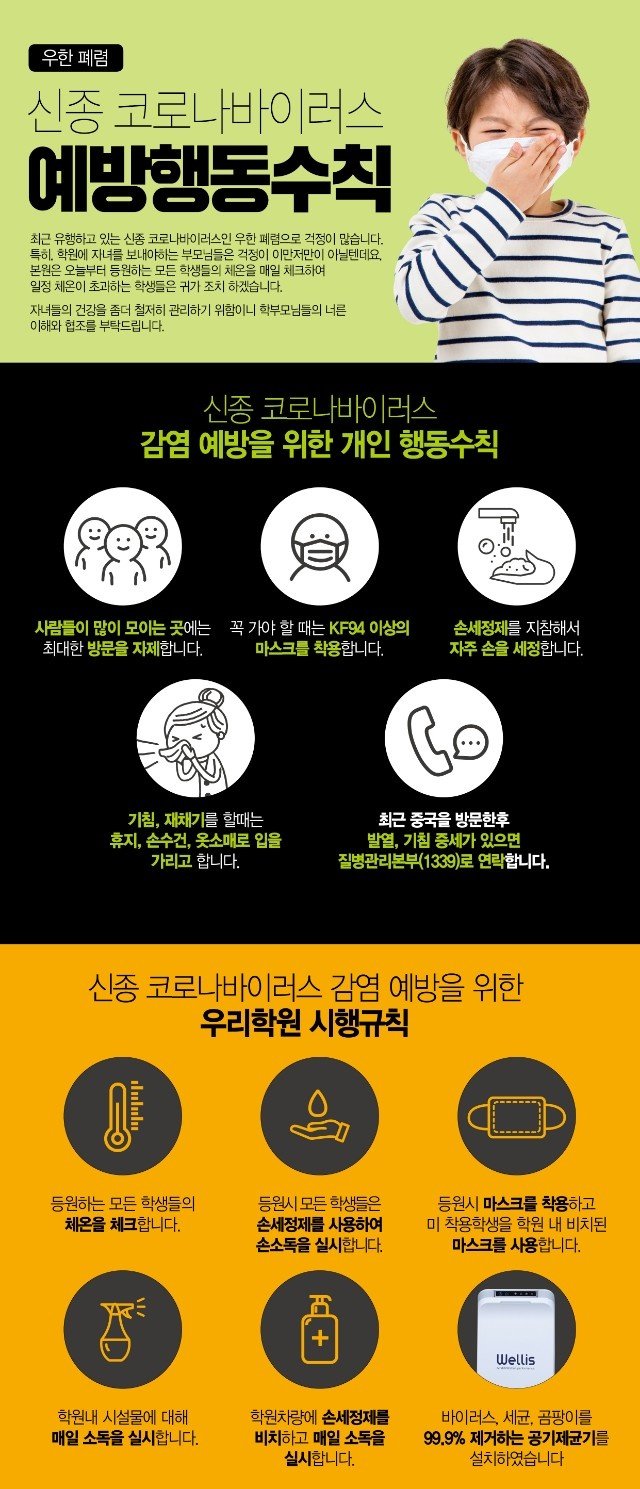 우한 폐렴
신종 코로나바이러스
예방행동수칙
최근 유행하고 있는 신종 코로나바이러스인 우한 폐렴으로 걱정이 많습니다.
특히, 학원에 자녀를 보내야하는 부모님들은 걱정이 이만저만이 아닐텐데요,
본원은 오늘부터 등원하는 모든 학생들의 체온을 매일 체크하여
일정 체온이 초과하는 학생들은 귀가 조치 하겠습니다.
자녀들의 건강을 좀더 철저히 관리하기 위함이니 학부모님들의 너른
이해와 협조를 부탁드립니다.
신종 코로나바이러스
감염 예방을 위한 개인 행동수칙
사람들이 많이 모이는 곳에는
최대한 방문을 자제합니다.
꼭 가야 할 때는 KF94 이상의
마스크를 착용합니다.
손세정제를 지참해서
자주 손을 세정합니다.
기침, 재채기를 할때는
휴지, 손수건, 옷소매로 입을
가리고 합니다.
최근 중국을 방문한후
발열, 기침 증세가 있으면
질병관리본부(1339)로 연락합니다.
신종 코로나바이러스 감염 예방을 위한
우리학원 시행규칙
등원하는 모든 학생들의
체온을 체크합니다.
등원시 모든 학생들은
손세정제를 사용하여
손소독을 실시합니다.
등원시 마스크를 착용하고
미 착용학생을 학원 내 비치된
마스크를 사용합니다.
학원내 시설물에 대해
매일 소독을 실시합니다.
학원차량에 손세정제를
비치하고 매일 소독을
실시합니다.
Wellis
바이러스, 세균, 곰팡이를
99.9% 제거하는 공기제균기를
설치하였습니다